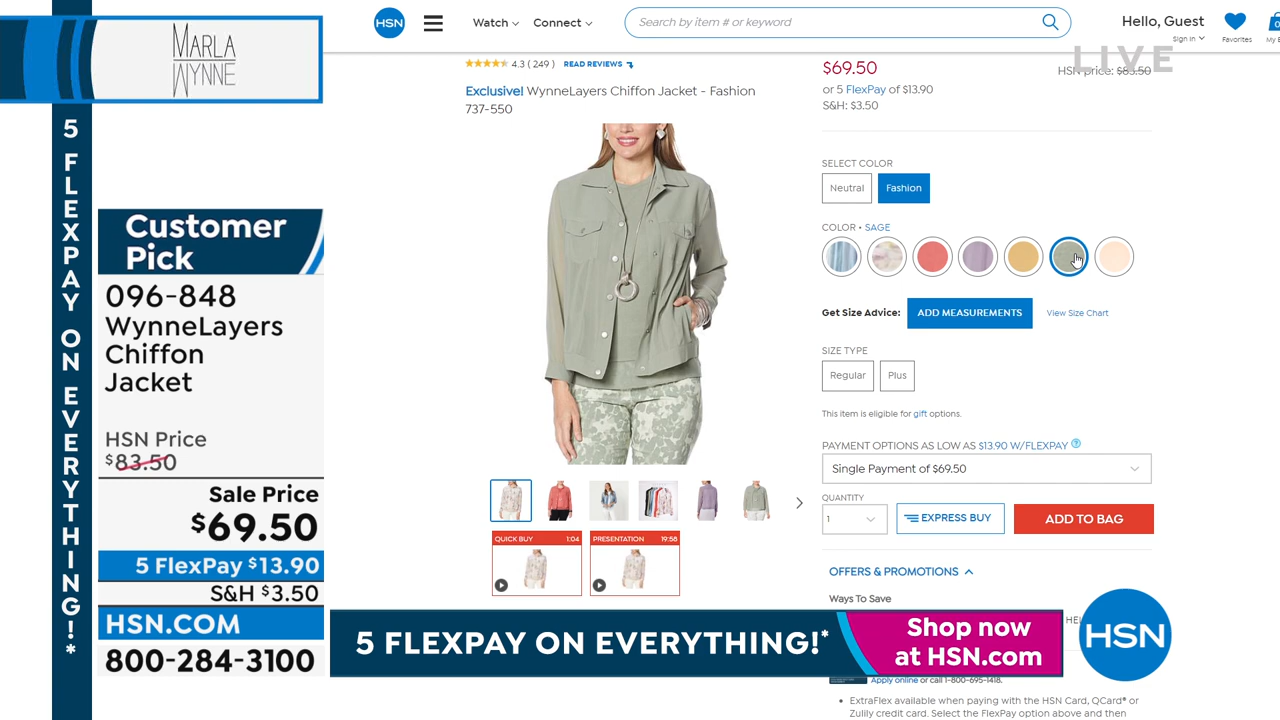 MARLA
WYNNE
5 FLEXPAY ON EVERYTHING!*
Customer
Pick
096-848
WynneLayers
Chiffon
Jacket
HSN Price
$83.50
Sale Price
$69.50
5 FlexPay $13.90
S&H $3.50
HSN.COM
800-284-3100
HSN
Watch
Connect
Search by item # or keyword
Hello, Guest
Sign In
Favorites
0
LIVE
4.3 ( 249 )
READ REVIEWS
Exclusive! WynneLayers Chiffon Jacket - Fashion
737-550
$69.50
HSN price: $83.50
or 5 FlexPay of $13.90
S&H: $3.50
SELECT COLOR
Neutral
Fashion
COLOR • SAGE
Get Size Advice:
ADD MEASUREMENTS
View Size Chart
SIZE TYPE
Regular
Plus
This item is eligible for gift options.
PAYMENT OPTIONS AS LOW AS $13.90 W/FLEXPAY
Single Payment of $69.50
QUANTITY
1
EXPRESS BUY
ADD TO BAG
QUICK BUY 1:04
PRESENTATION 19:58
OFFERS & PROMOTIONS
Ways To Save
5 FLEXPAY ON EVERYTHING!*
Shop now
at HSN.com
HSN
Apply online or call 1-800-695-1418.
• ExtraFlex available when paying with the HSN Card, QCard® or
Zulily credit card. Select the FlexPay option above and then